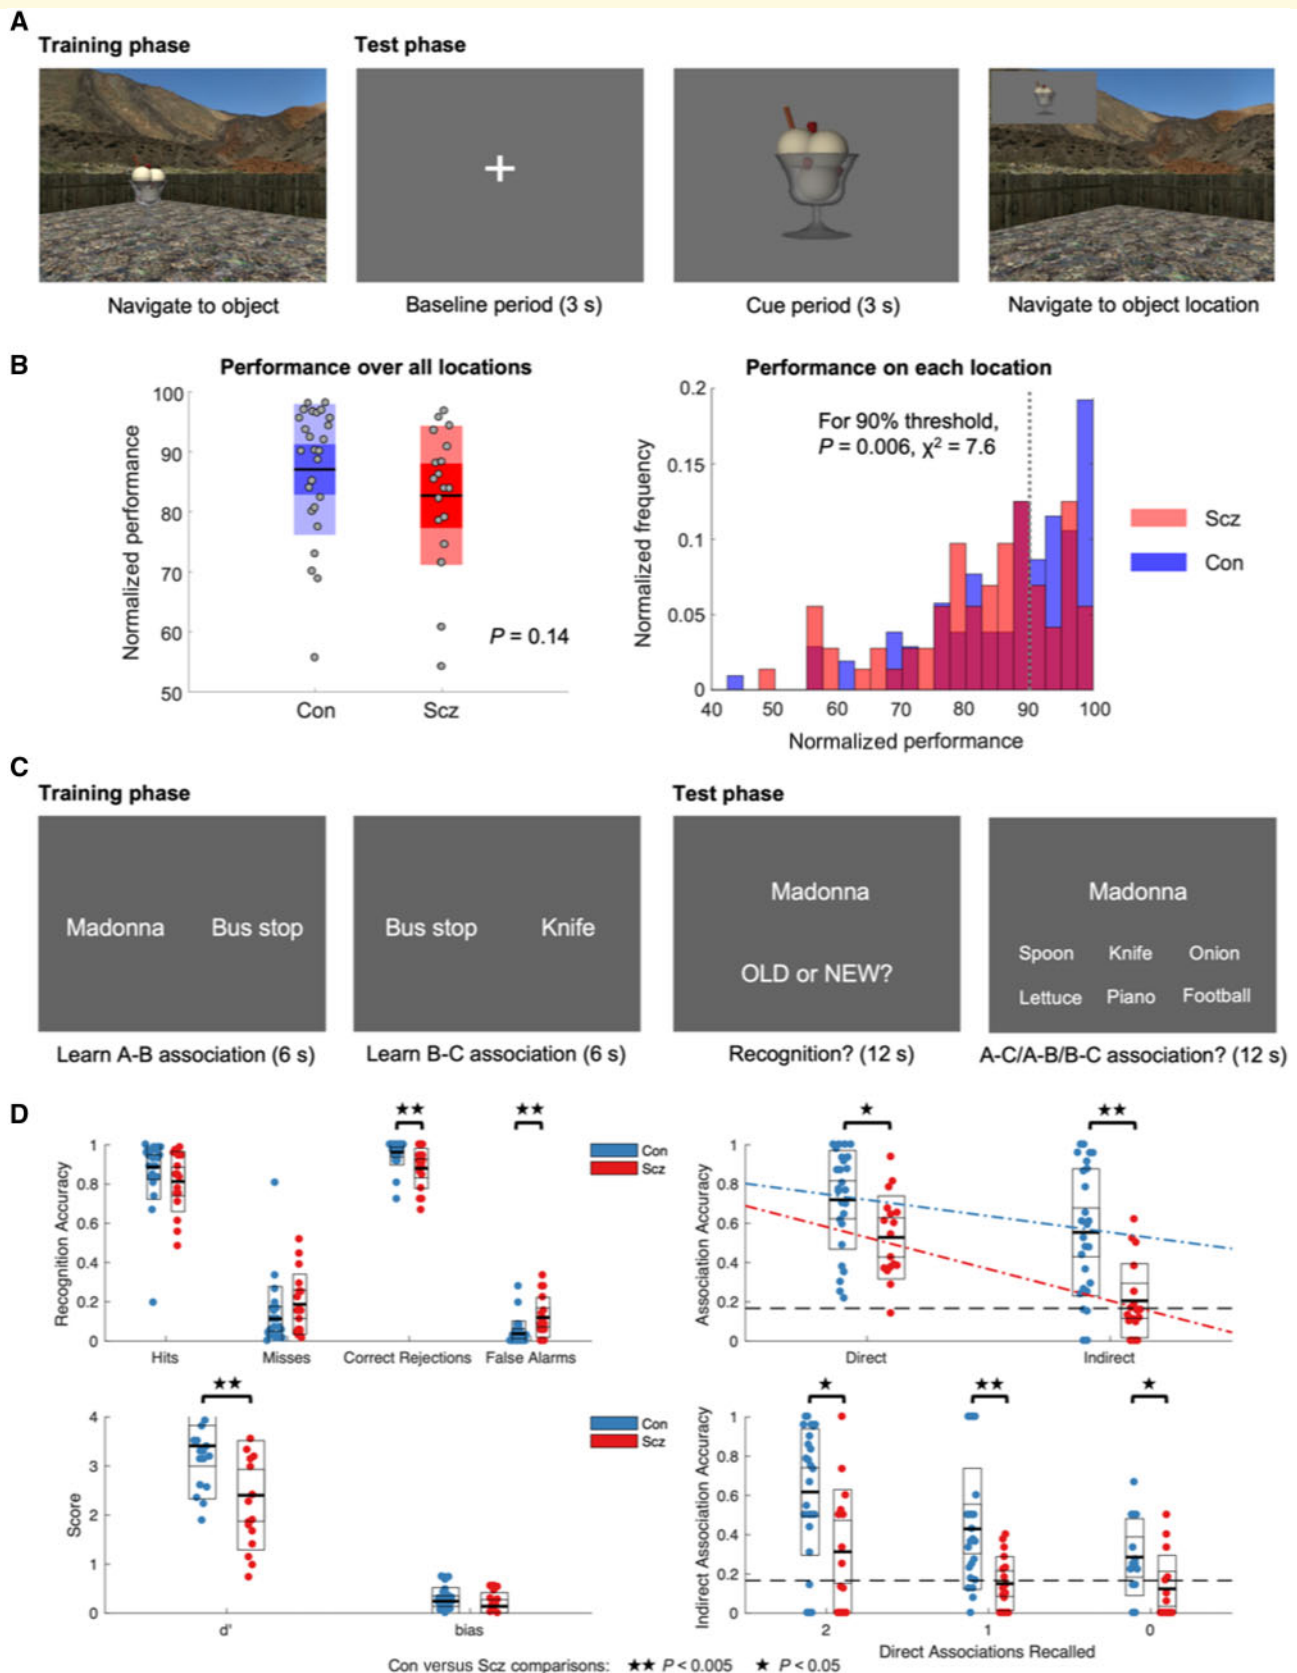 A
Training phase
Test phase
Navigate to object
Baseline period (3 s)
Cue period (3 s)
Navigate to object location
B
Performance over all locations
Normalized performance
100
90
80
70
60
50
P = 0.14
Con
Scz
Performance on each location
Normalized frequency
0.2
0.15
0.1
0.05
0
For 90% threshold,
P = 0.006, χ² = 7.6
Scz
Con
40 50 60 70 80 90 100
Normalized performance
C
Training phase
Test phase
Madonna Bus stop
Bus stop Knife
Madonna
OLD or NEW?
Madonna
Spoon Knife Onion
Lettuce Piano Football
Learn A-B association (6 s)
Learn B-C association (6 s)
Recognition? (12 s)
A-C/A-B/B-C association? (12 s)
D
★★ ★★
Recognition Accuracy
1
0.8
0.6
0.4
0.2
0
Con
Scz
Hits Misses Correct Rejections False Alarms
★ ★★
Association Accuracy
1
0.8
0.6
0.4
0.2
0
Direct Indirect
★★
Score
4
3
2
1
0
Con
Scz
d' bias
★ ★★ ★
Indirect Association Accuracy
1
0.8
0.6
0.4
0.2
0
2 1 0
Direct Associations Recalled
Con versus Scz comparisons: ★★ P < 0.005 ★ P < 0.05